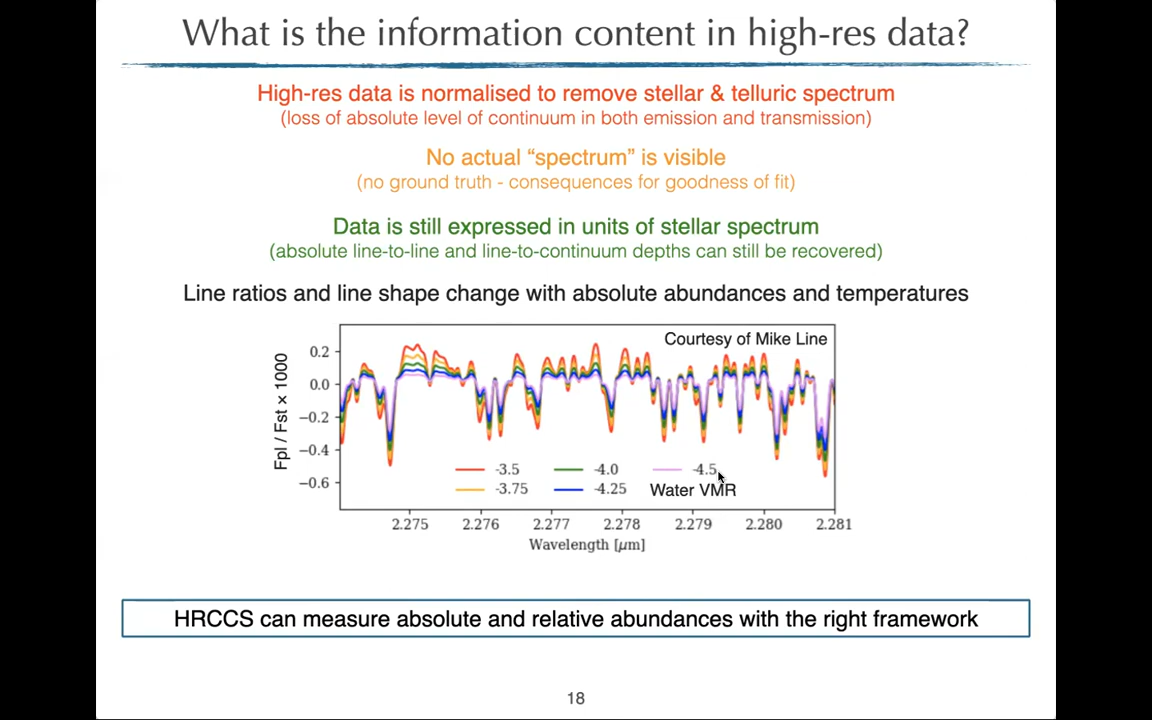 What is the information content in high-res data?
High-res data is normalised to remove stellar & telluric spectrum
(loss of absolute level of continuum in both emission and transmission)
No actual “spectrum” is visible
(no ground truth - consequences for goodness of fit)
Data is still expressed in units of stellar spectrum
(absolute line-to-line and line-to-continuum depths can still be recovered)
Line ratios and line shape change with absolute abundances and temperatures
Courtesy of Mike Line
Fpl / Fst × 1000
0.2
0.0
−0.2
−0.4
−0.6
-3.5 -4.0 -4.5
-3.75 -4.25 Water VMR
2.275 2.276 2.277 2.278 2.279 2.280 2.281
Wavelength [μm]
HRCCS can measure absolute and relative abundances with the right framework
18